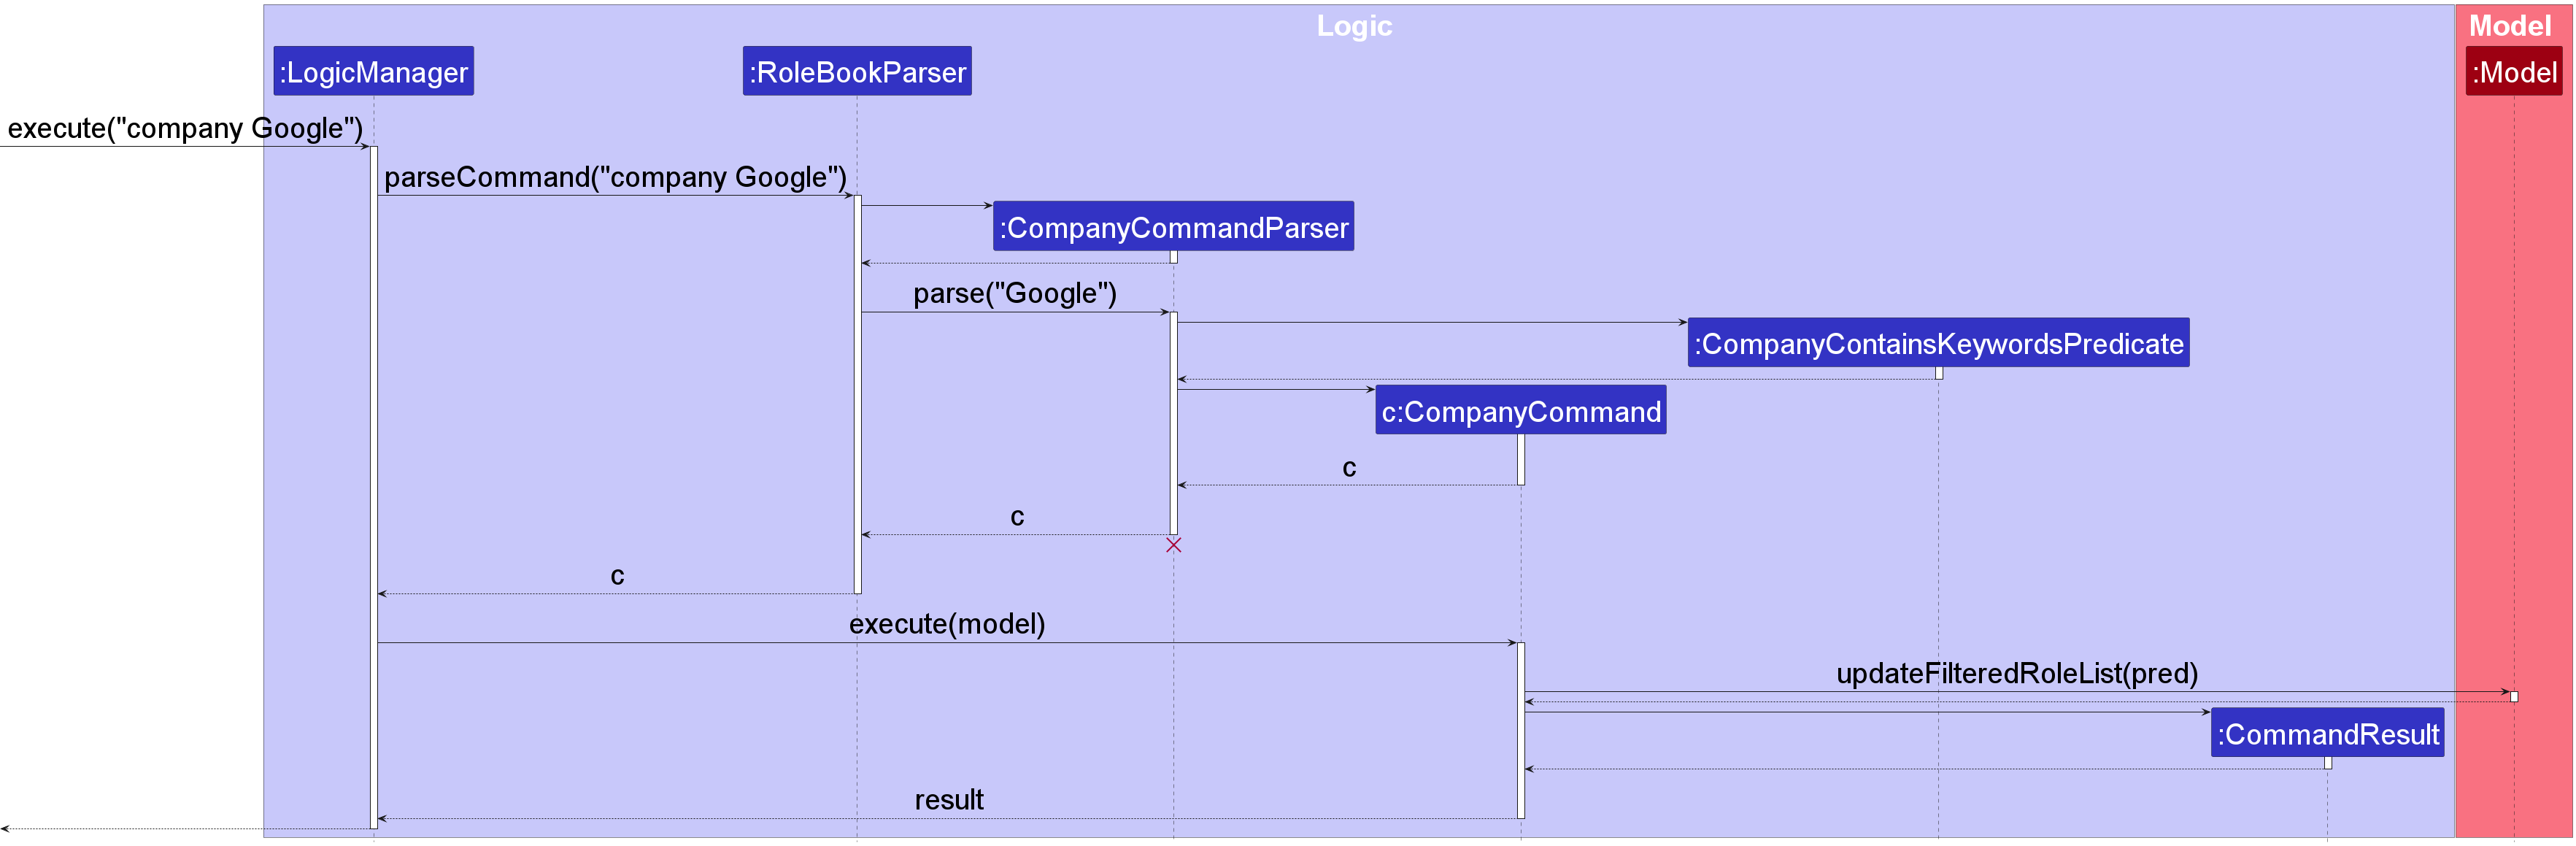 Logic
Model
:LogicManager
:RoleBookParser
:Model
execute("company Google")
parseCommand("company Google")
:CompanyCommandParser
parse("Google")
:CompanyContainsKeywordsPredicate
c:CompanyCommand
c
c
c
execute(model)
updateFilteredRoleList(pred)
:CommandResult
result